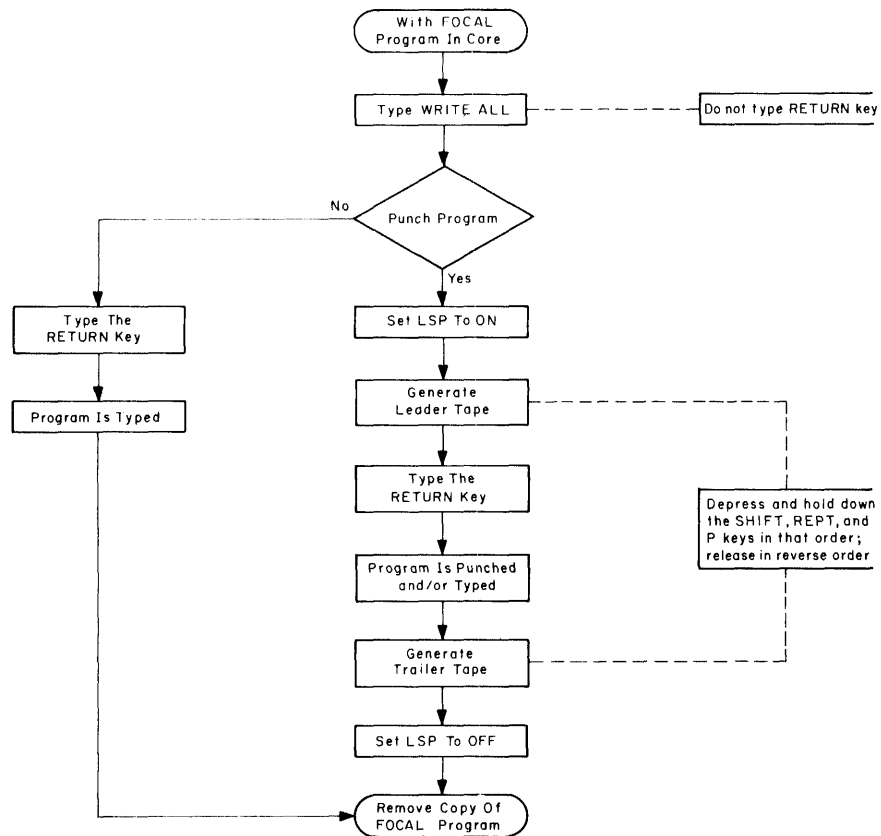 With FOCAL
Program In Core
Type WRITE ALL
Do not type RETURN key
Punch Program
No
Yes
Type The
RETURN Key
Set LSP To ON
Program Is Typed
Generate
Leader Tape
Type The
RETURN Key
Depress and hold down
the SHIFT, REPT, and
P keys in that order;
release in reverse order
Program Is Punched
and/or Typed
Generate
Trailer Tape
Set LSP To OFF
Remove Copy Of
FOCAL Program